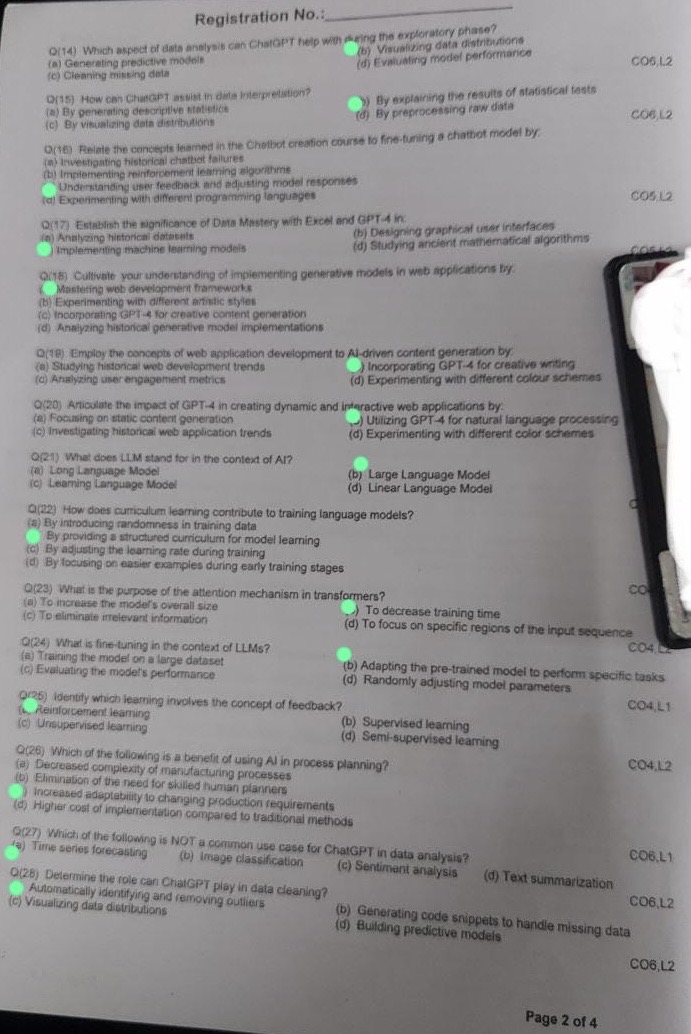 Registration No.:
Q(14) Which aspect of data analysis can ChatGPT help with during the exploratory phase?
(a) Generating predictive models (b) Visualizing data distributions
(c) Cleaning missing data (d) Evaluating model performance
CO6,L2
Q(15) How can ChatGPT assist in data interpretation?
(a) By generating descriptive statistics ) By explaining the results of statistical tests
(c) By visualizing data distributions (d) By preprocessing raw data
CO6,L2
Q(16) Relate the concepts learned in the Chatbot creation course to fine-tuning a chatbot model by:
(a) Investigating historical chatbot failures
(b) Implementing reinforcement learning algorithms
Understanding user feedback and adjusting model responses
(d) Experimenting with different programming languages
CO5,L2
Q(17) Establish the significance of Data Mastery with Excel and GPT-4 in:
(a) Analyzing historical datasets (b) Designing graphical user interfaces
) Implementing machine learning models (d) Studying ancient mathematical algorithms
Q(18) Cultivate your understanding of implementing generative models in web applications by:
Mastering web development frameworks
(b) Experimenting with different artistic styles
(c) Incorporating GPT-4 for creative content generation
(d) Analyzing historical generative model implementations
Q(19) Employ the concepts of web application development to AI-driven content generation by:
(a) Studying historical web development trends ) Incorporating GPT-4 for creative writing
(c) Analyzing user engagement metrics (d) Experimenting with different colour schemes
Q(20) Articulate the impact of GPT-4 in creating dynamic and interactive web applications by:
(a) Focusing on static content generation ) Utilizing GPT-4 for natural language processing
(c) Investigating historical web application trends (d) Experimenting with different color schemes
Q(21) What does LLM stand for in the context of AI?
(a) Long Language Model (b) Large Language Model
(c) Learning Language Model (d) Linear Language Model
Q(22) How does curriculum learning contribute to training language models?
(a) By introducing randomness in training data
By providing a structured curriculum for model learning
(c) By adjusting the learning rate during training
(d) By focusing on easier examples during early training stages
CO
Q(23) What is the purpose of the attention mechanism in transformers?
(a) To increase the model's overall size ) To decrease training time
(c) To eliminate irrelevant information (d) To focus on specific regions of the input sequence
CO4,L2
Q(24) What is fine-tuning in the context of LLMs?
(a) Training the model on a large dataset (b) Adapting the pre-trained model to perform specific tasks
(c) Evaluating the model's performance (d) Randomly adjusting model parameters
CO4,L1
Q(25) Identify which learning involves the concept of feedback?
Reinforcement learning (b) Supervised learning
(c) Unsupervised learning (d) Semi-supervised learning
CO4,L2
Q(26) Which of the following is a benefit of using AI in process planning?
(a) Decreased complexity of manufacturing processes
(b) Elimination of the need for skilled human planners
) Increased adaptability to changing production requirements
(d) Higher cost of implementation compared to traditional methods
CO6,L1
Q(27) Which of the following is NOT a common use case for ChatGPT in data analysis?
(a) Time series forecasting (b) Image classification (c) Sentiment analysis (d) Text summarization
CO6,L2
Q(28) Determine the role can ChatGPT play in data cleaning?
Automatically identifying and removing outliers (b) Generating code snippets to handle missing data
(c) Visualizing data distributions (d) Building predictive models
CO6,L2
Page 2 of 4